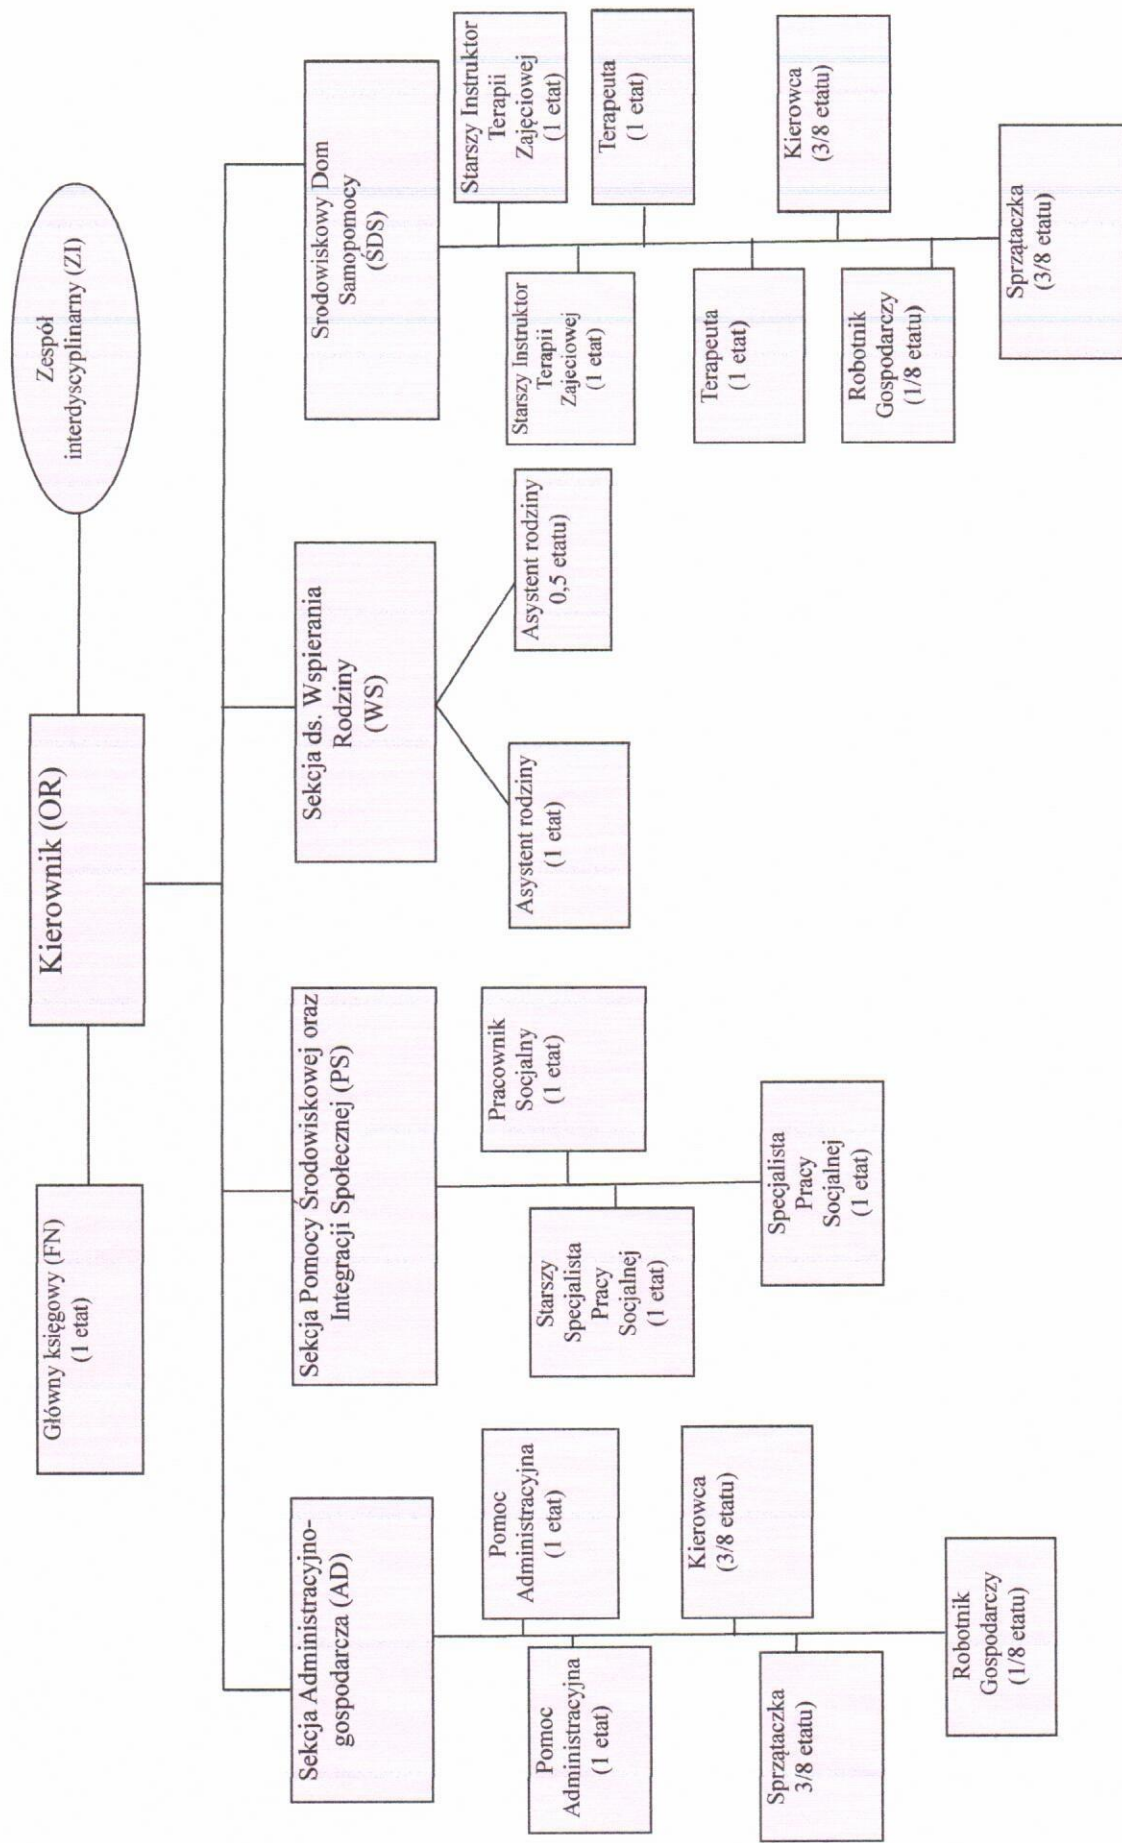 Zespół
interdyscyplinarny (ZI)
Kierownik (OR)
Główny księgowy (FN)
(1 etat)
Sekcja Administracyjno-
gospodarcza (AD)
Pomoc
Administracyjna
(1 etat)
Pomoc
Administracyjna
(1 etat)
Kierowca
(3/8 etatu)
Sprzątaczka
3/8 etatu)
Robotnik
Gospodarczy
(1/8 etatu)
Sekcja Pomocy Środowiskowej oraz
Integracji Społecznej (PS)
Pracownik
Socjalny
(1 etat)
Starszy
Specjalista
Pracy
Socjalnej
(1 etat)
Specjalista
Pracy
Socjalnej
(1 etat)
Sekcja ds. Wspierania
Rodziny
(WS)
Asystent rodziny
(1 etat)
Asystent rodziny
0,5 etatu)
Srodowiskowy Dom
Samopomocy
(ŚDS)
Starszy Instruktor
Terapii
Zajęciowej
(1 etat)
Starszy Instruktor
Terapii
Zajeciowej
(1 etat)
Terapeuta
(1 etat)
Terapeuta
(1 etat)
Kierowca
(3/8 etatu)
Robotnik
Gospodarczy
(1/8 etatu)
Sprzątaczka
(3/8 etatu)